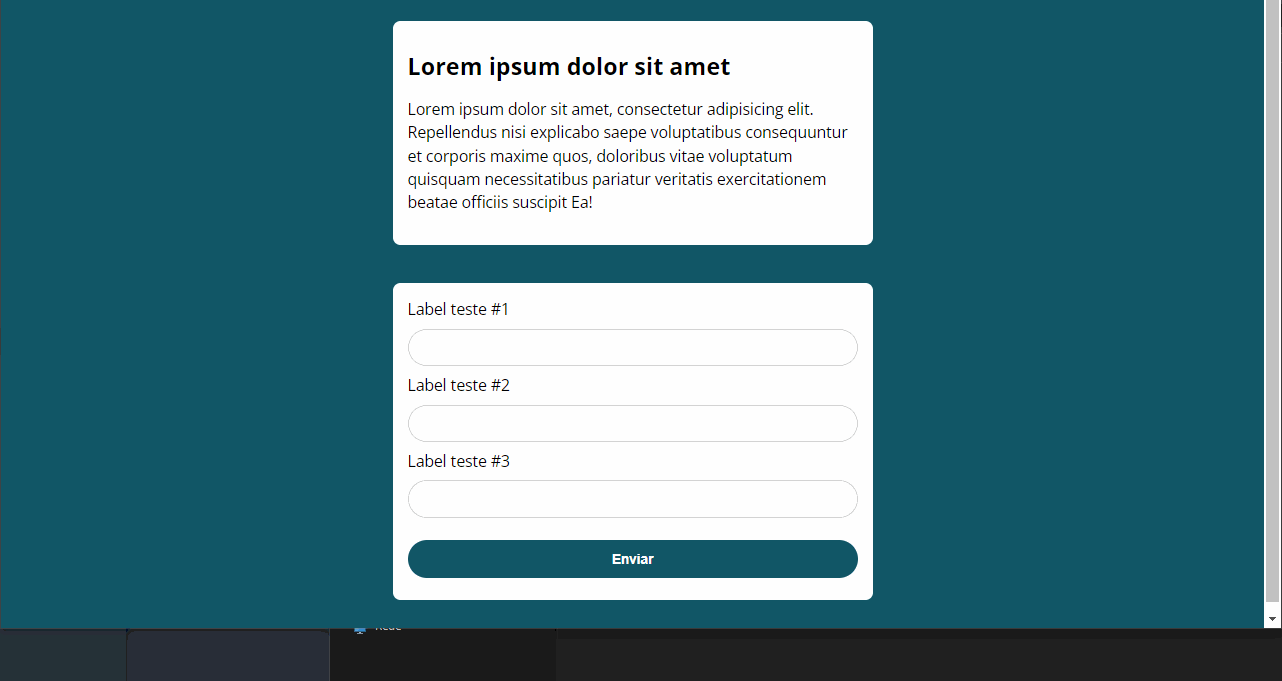 Lorem ipsum dolor sit amet
Lorem ipsum dolor sit amet, consectetur adipisicing elit.
Repellendus nisi explicabo saepe voluptatibus consequuntur
et corporis maxime quos, doloribus vitae voluptatum
quisquam necessitatibus pariatur veritatis exercitationem
beatae officiis suscipit Ea!
Label teste #1
Label teste #2
Label teste #3
Enviar